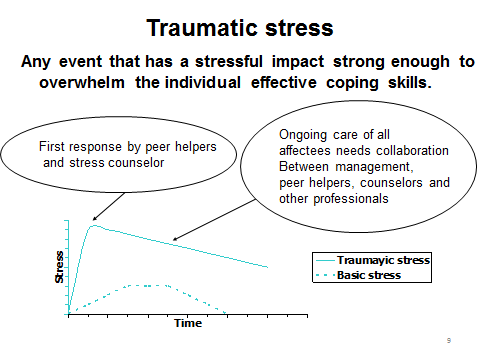 Traumatic stress
Any event that has a stressful impact strong enough to
overwhelm the individual effective coping skills.
First response by peer helpers
and stress counselor
Ongoing care of all
affectees needs collaboration
Between management,
peer helpers, counselors and
other professionals
Stress
Traumayic stress
Basic stress
Time
9